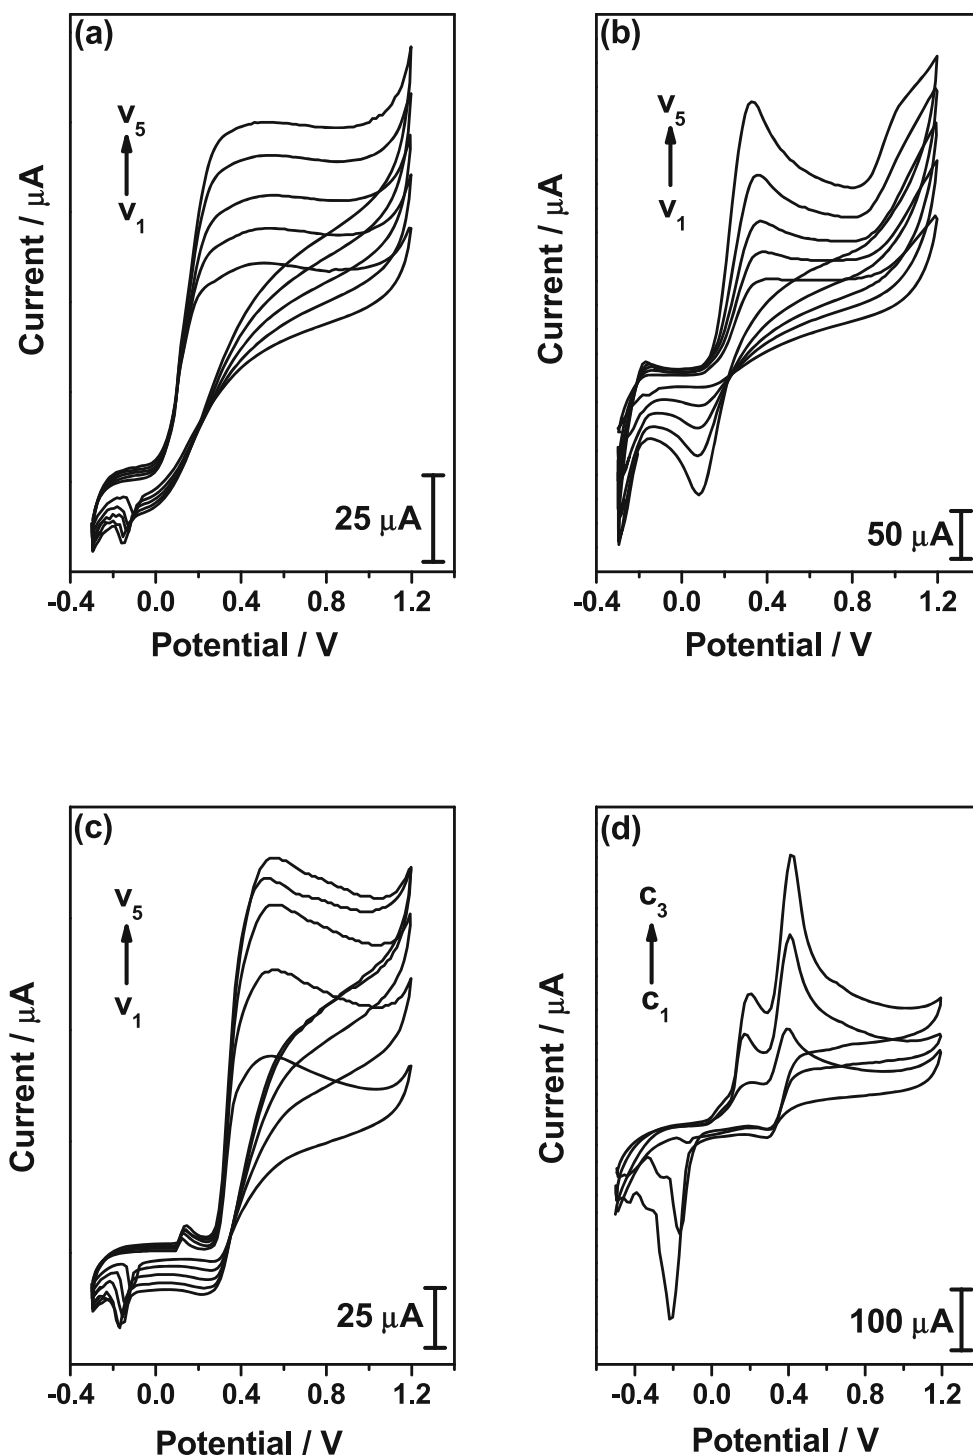 (a)
v5
v1
Current / μA
25 μA
-0.4 0.0 0.4 0.8 1.2
Potential / V
(b)
v5
v1
Current / μA
50 μA
-0.4 0.0 0.4 0.8 1.2
Potential / V
(c)
v5
v1
Current / μA
25 μA
-0.4 0.0 0.4 0.8 1.2
Potential / V
(d)
c3
c1
Current / μA
100 μA
-0.4 0.0 0.4 0.8 1.2
Potential / V